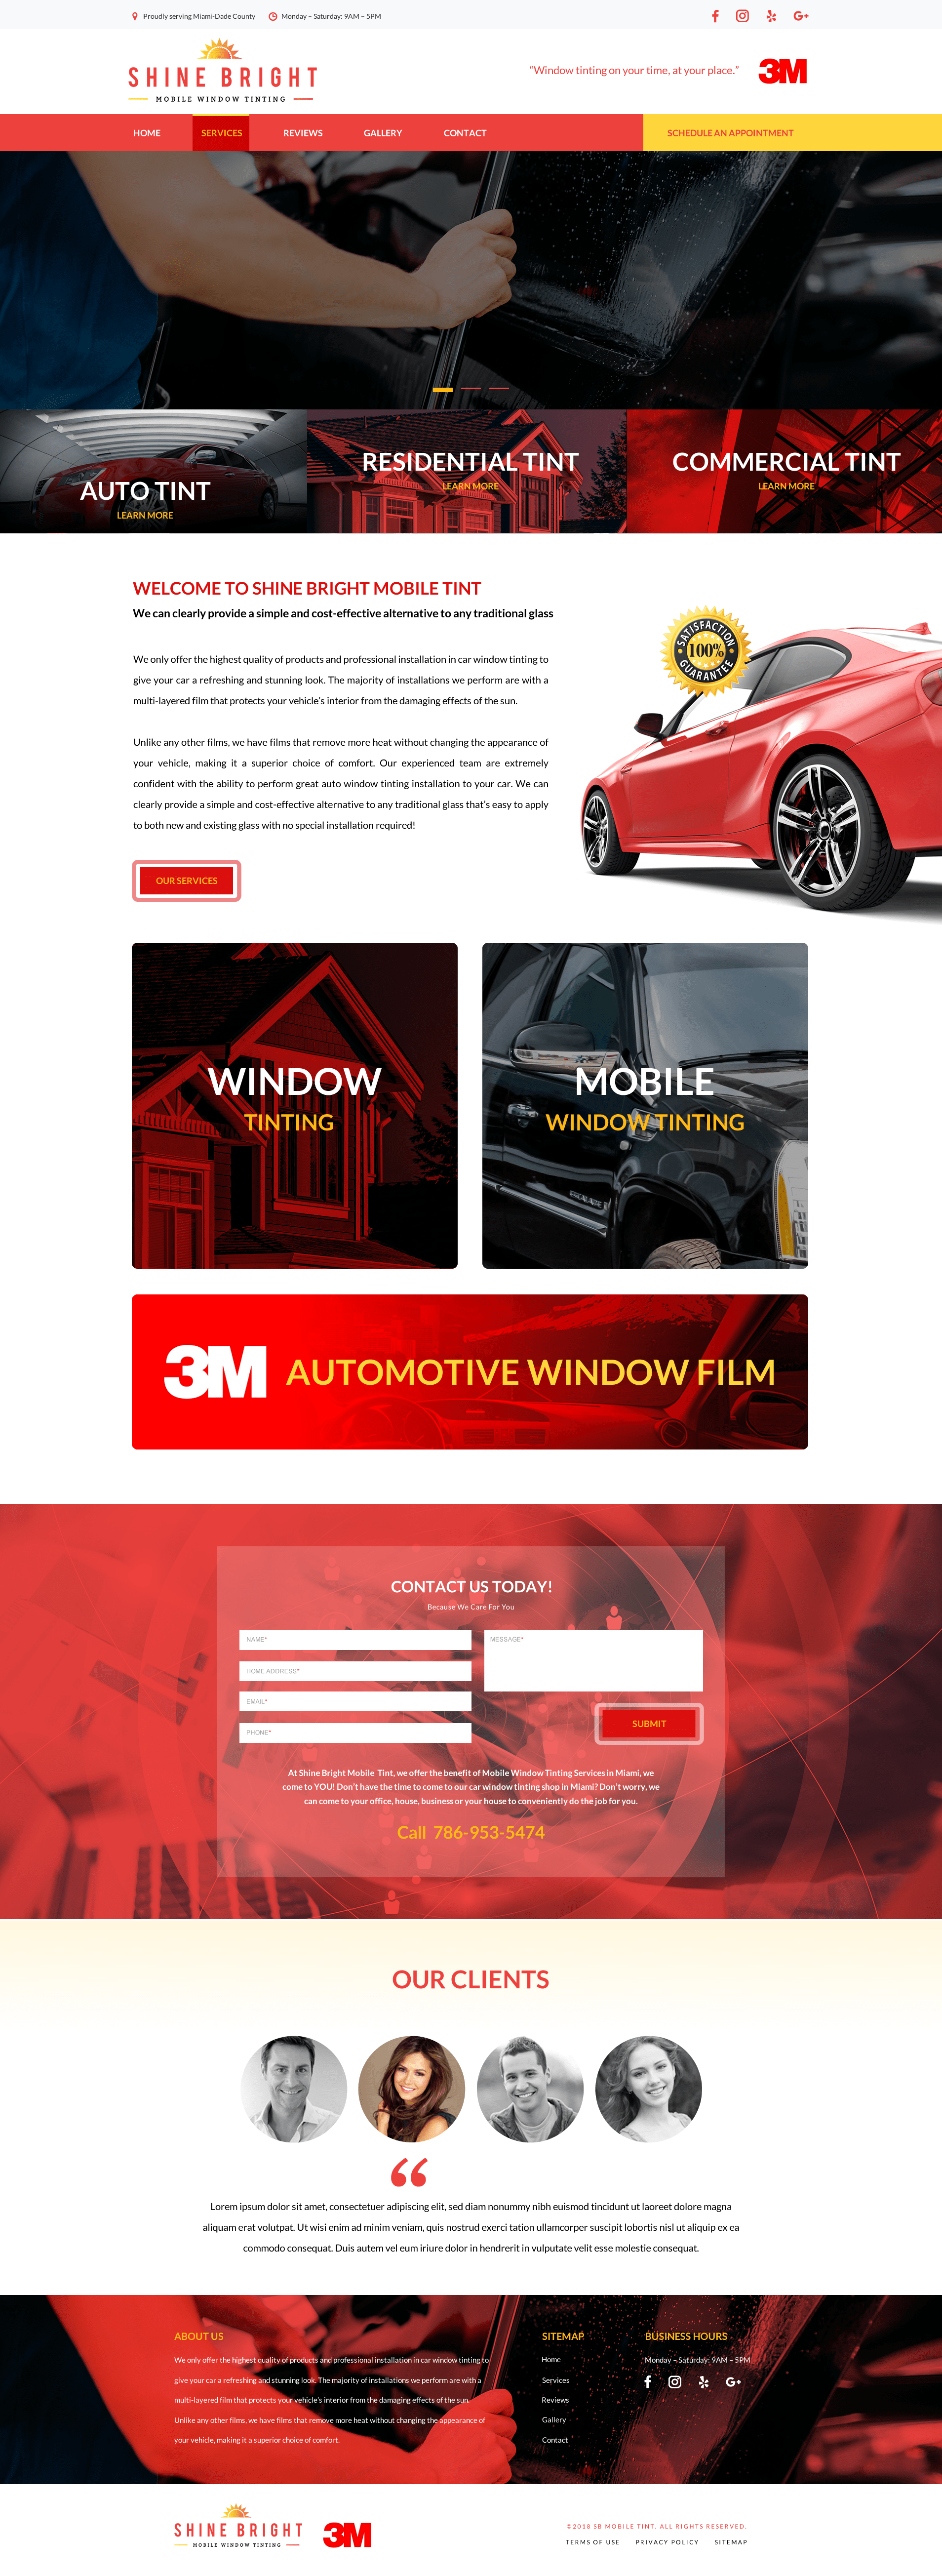 Proudly serving Miami-Dade County
Monday – Saturday: 9AM – 5PM
SHINE BRIGHT
MOBILE WINDOW TINTING
"Window tinting on your time, at your place."
3M
HOME
SERVICES
REVIEWS
GALLERY
CONTACT
SCHEDULE AN APPOINTMENT
AUTO TINT
LEARN MORE
RESIDENTIAL TINT
LEARN MORE
COMMERCIAL TINT
LEARN MORE
WELCOME TO SHINE BRIGHT MOBILE TINT
We can clearly provide a simple and cost-effective alternative to any traditional glass
We only offer the highest quality of products and professional installation in car window tinting to
give your car a refreshing and stunning look. The majority of installations we perform are with a
multi-layered film that protects your vehicle's interior from the damaging effects of the sun.
Unlike any other films, we have films that remove more heat without changing the appearance of
your vehicle, making it a superior choice of comfort. Our experienced team are extremely
confident with the ability to perform great auto window tinting installation to your car. We can
clearly provide a simple and cost-effective alternative to any traditional glass that's easy to apply
to both new and existing glass with no special installation required!
SATISFACTION
100%
GUARANTEE
OUR SERVICES
WINDOW
TINTING
MOBILE
WINDOW TINTING
ESCALADE
3M AUTOMOTIVE WINDOW FILM
CONTACT US TODAY!
Because We Care For You
NAME*
HOME ADDRESS*
EMAIL*
PHONE*
MESSAGE*
SUBMIT
At Shine Bright Mobile Tint, we offer the benefit of Mobile Window Tinting Services in Miami, we
come to YOU! Don't have the time to come to our car window tinting shop in Miami? Don't worry, we
can come to your office, house, business or your house to conveniently do the job for you.
Call 786-953-5474
OUR CLIENTS
Lorem ipsum dolor sit amet, consectetuer adipiscing elit, sed diam nonummy nibh euismod tincidunt ut laoreet dolore magna
aliquam erat volutpat. Ut wisi enim ad minim veniam, quis nostrud exerci tation ullamcorper suscipit lobortis nisl ut aliquip ex ea
commodo consequat. Duis autem vel eum iriure dolor in hendrerit in vulputate velit esse molestie consequat.
ABOUT US
We only offer the highest quality of products and professional installation in car window tinting to
give your car a refreshing and stunning look. The majority of installations we perform are with a
multi-layered film that protects your vehicle's interior from the damaging effects of the sun.
Unlike any other films, we have films that remove more heat without changing the appearance of
your vehicle, making it a superior choice of comfort.
SITEMAP
Home
Services
Reviews
Gallery
Contact
BUSINESS HOURS
Monday – Saturday: 9AM – 5PM
SHINE BRIGHT
MOBILE WINDOW TINTING
3M
©2018 SB MOBILE TINT. ALL RIGHTS RESERVED.
TERMS OF USE
PRIVACY POLICY
SITEMAP